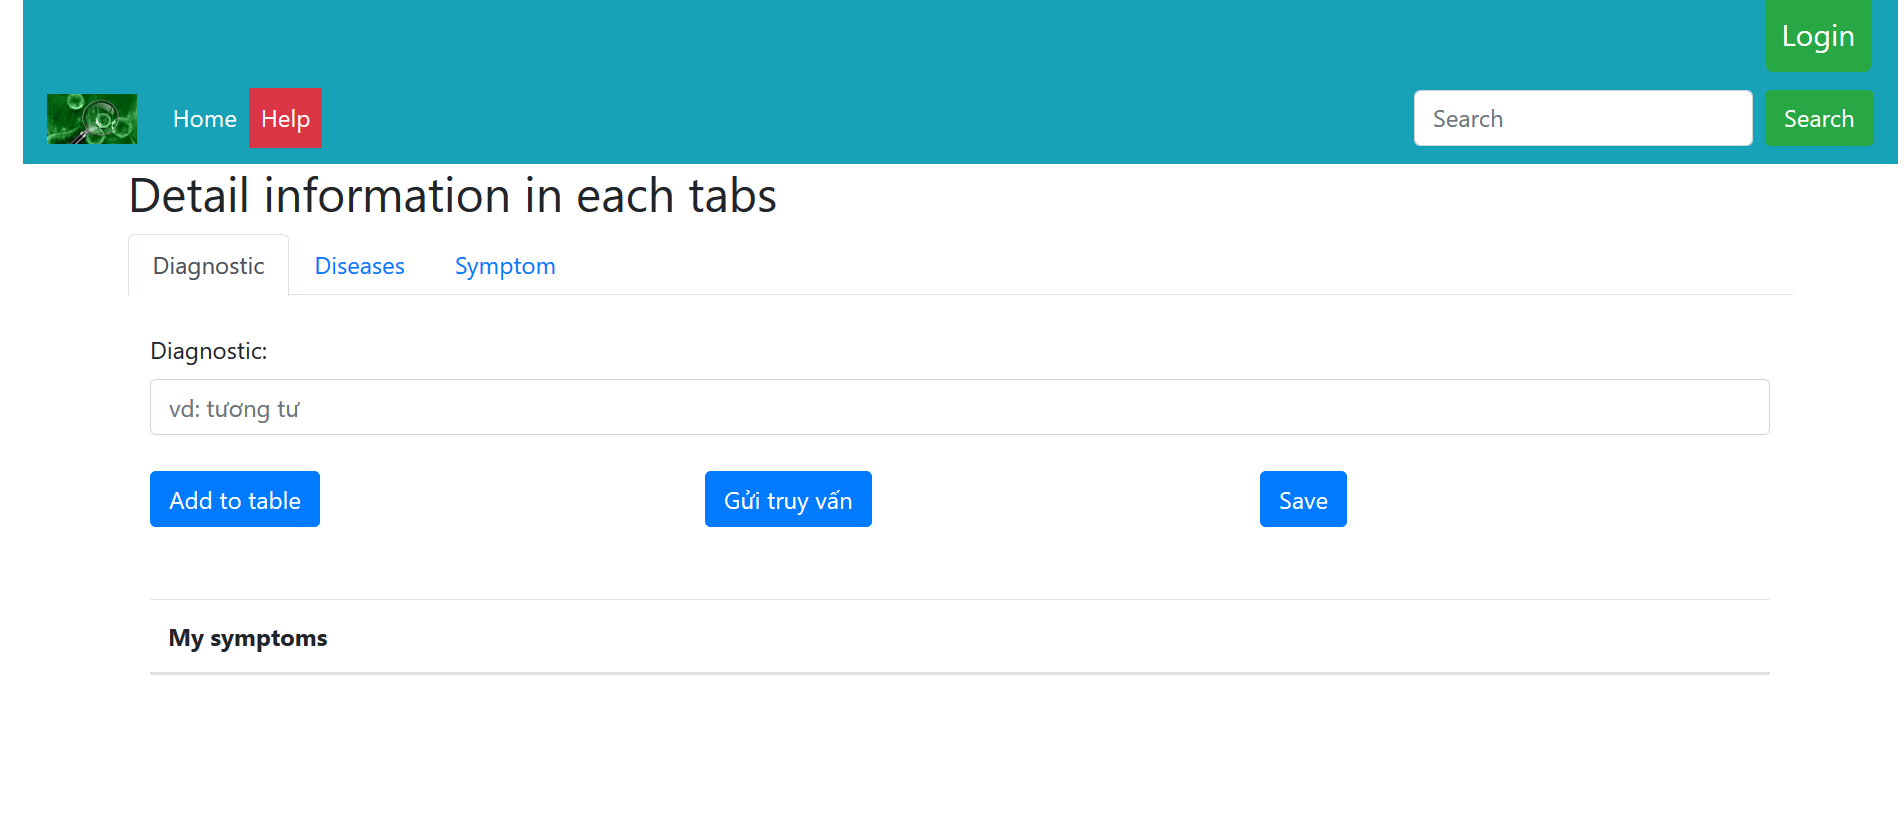 Login
Home Help Search Search
Detail information in each tabs
Diagnostic Diseases Symptom
Diagnostic:
vd: tương tư
Add to table Gửi truy vấn Save
My symptoms